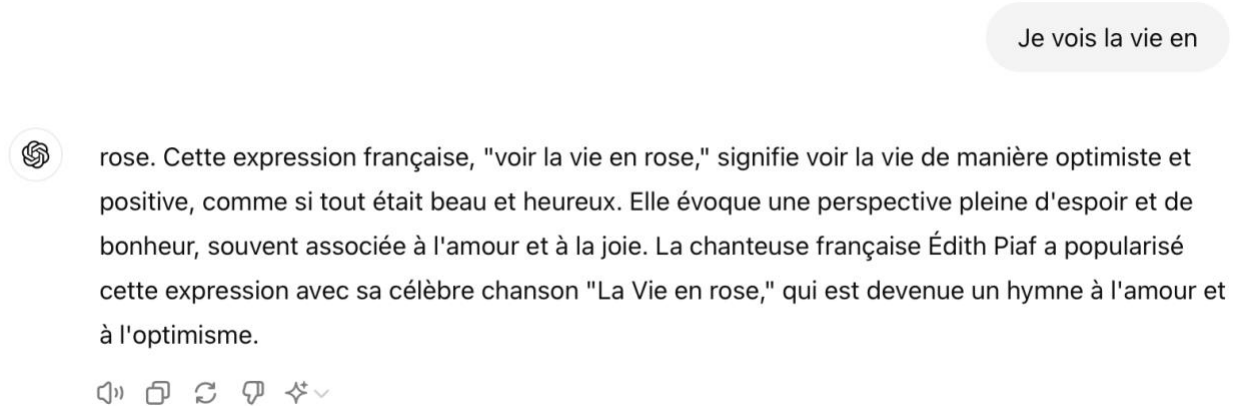 Je vois la vie en
rose. Cette expression française, "voir la vie en rose," signifie voir la vie de manière optimiste et
positive, comme si tout était beau et heureux. Elle évoque une perspective pleine d'espoir et de
bonheur, souvent associée à l'amour et à la joie. La chanteuse française Édith Piaf a popularisé
cette expression avec sa célèbre chanson "La Vie en rose," qui est devenue un hymne à l'amour et
à l'optimisme.